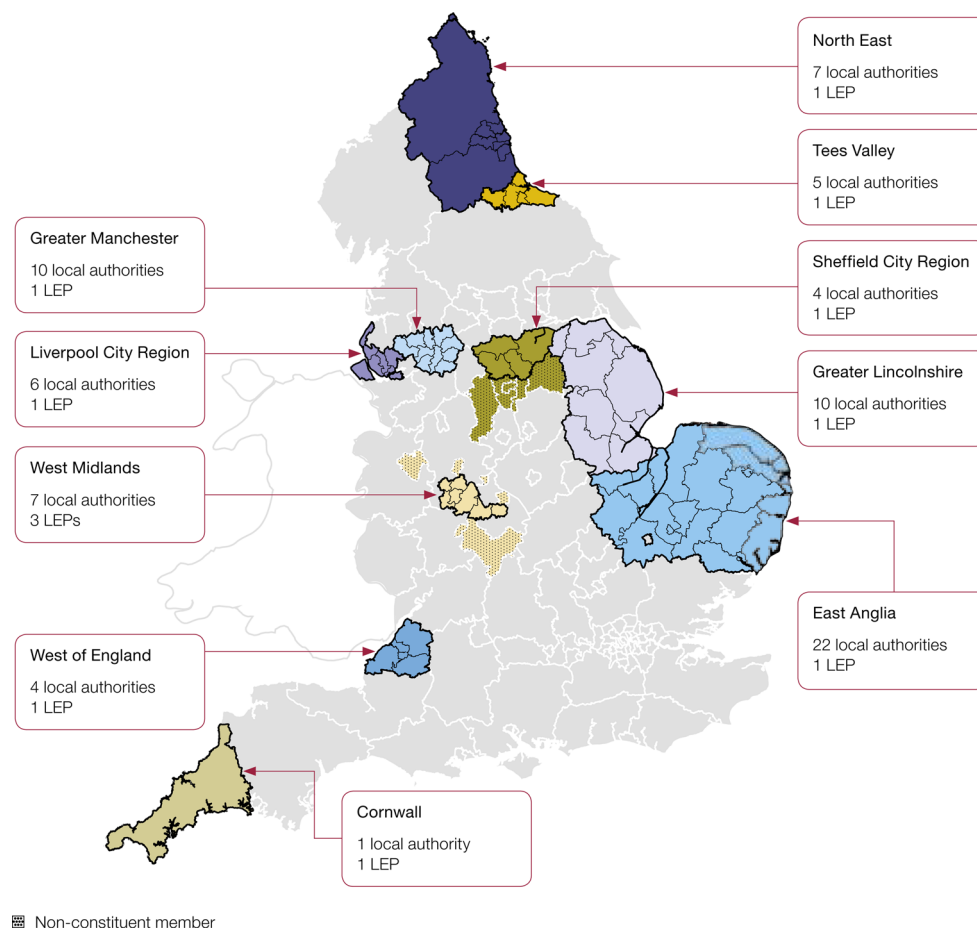 North East
7 local authorities
1 LEP
Tees Valley
5 local authorities
1 LEP
Greater Manchester
10 local authorities
1 LEP
Sheffield City Region
4 local authorities
1 LEP
Liverpool City Region
6 local authorities
1 LEP
Greater Lincolnshire
10 local authorities
1 LEP
West Midlands
7 local authorities
3 LEPs
East Anglia
22 local authorities
1 LEP
West of England
4 local authorities
1 LEP
Cornwall
1 local authority
1 LEP
Non-constituent member